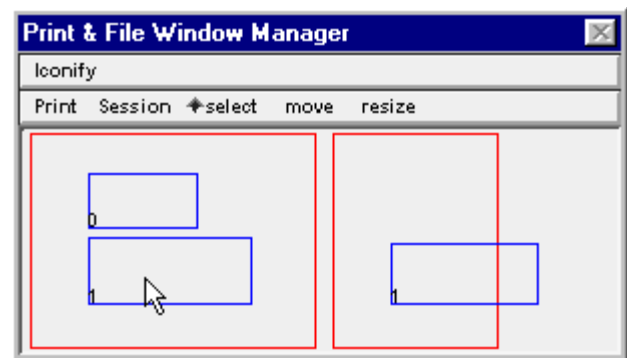 Print & File Window Manager
Iconify
Print Session select move resize
0
1
1